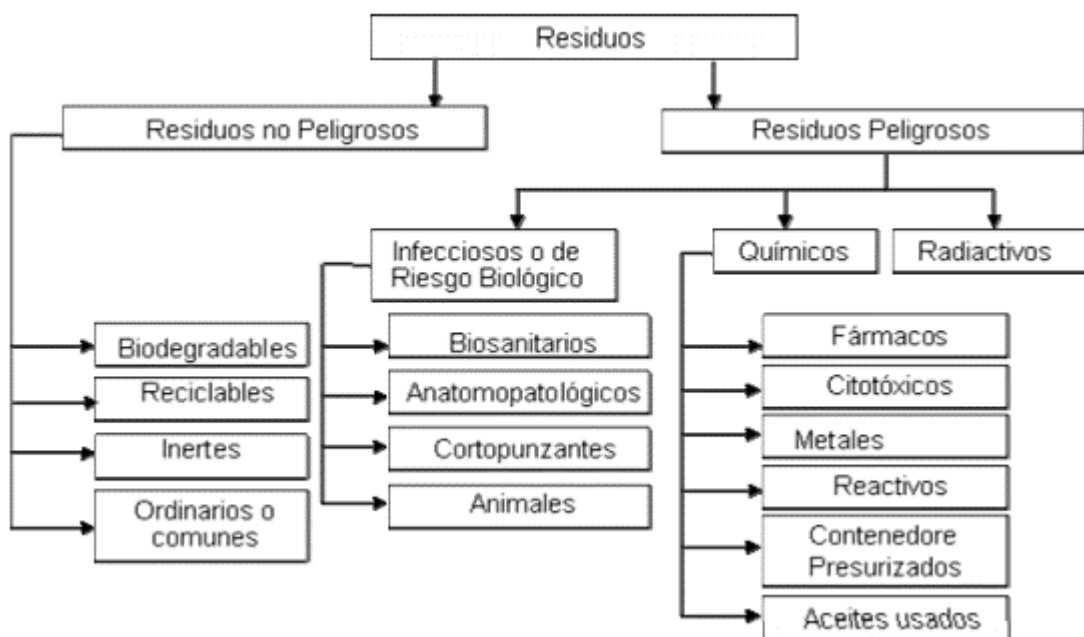 Residuos
Residuos no Peligrosos
Residuos Peligrosos
Infecciosos o de
Riesgo Biológico
Químicos
Radiactivos
Biodegradables
Reciclables
Inertes
Ordinarios o
comunes
Biosanitarios
Anatomopatológicos
Cortopunzantes
Animales
Fármacos
Citotóxicos
Metales
Reactivos
Contenedore
Presurizados
Aceites usados